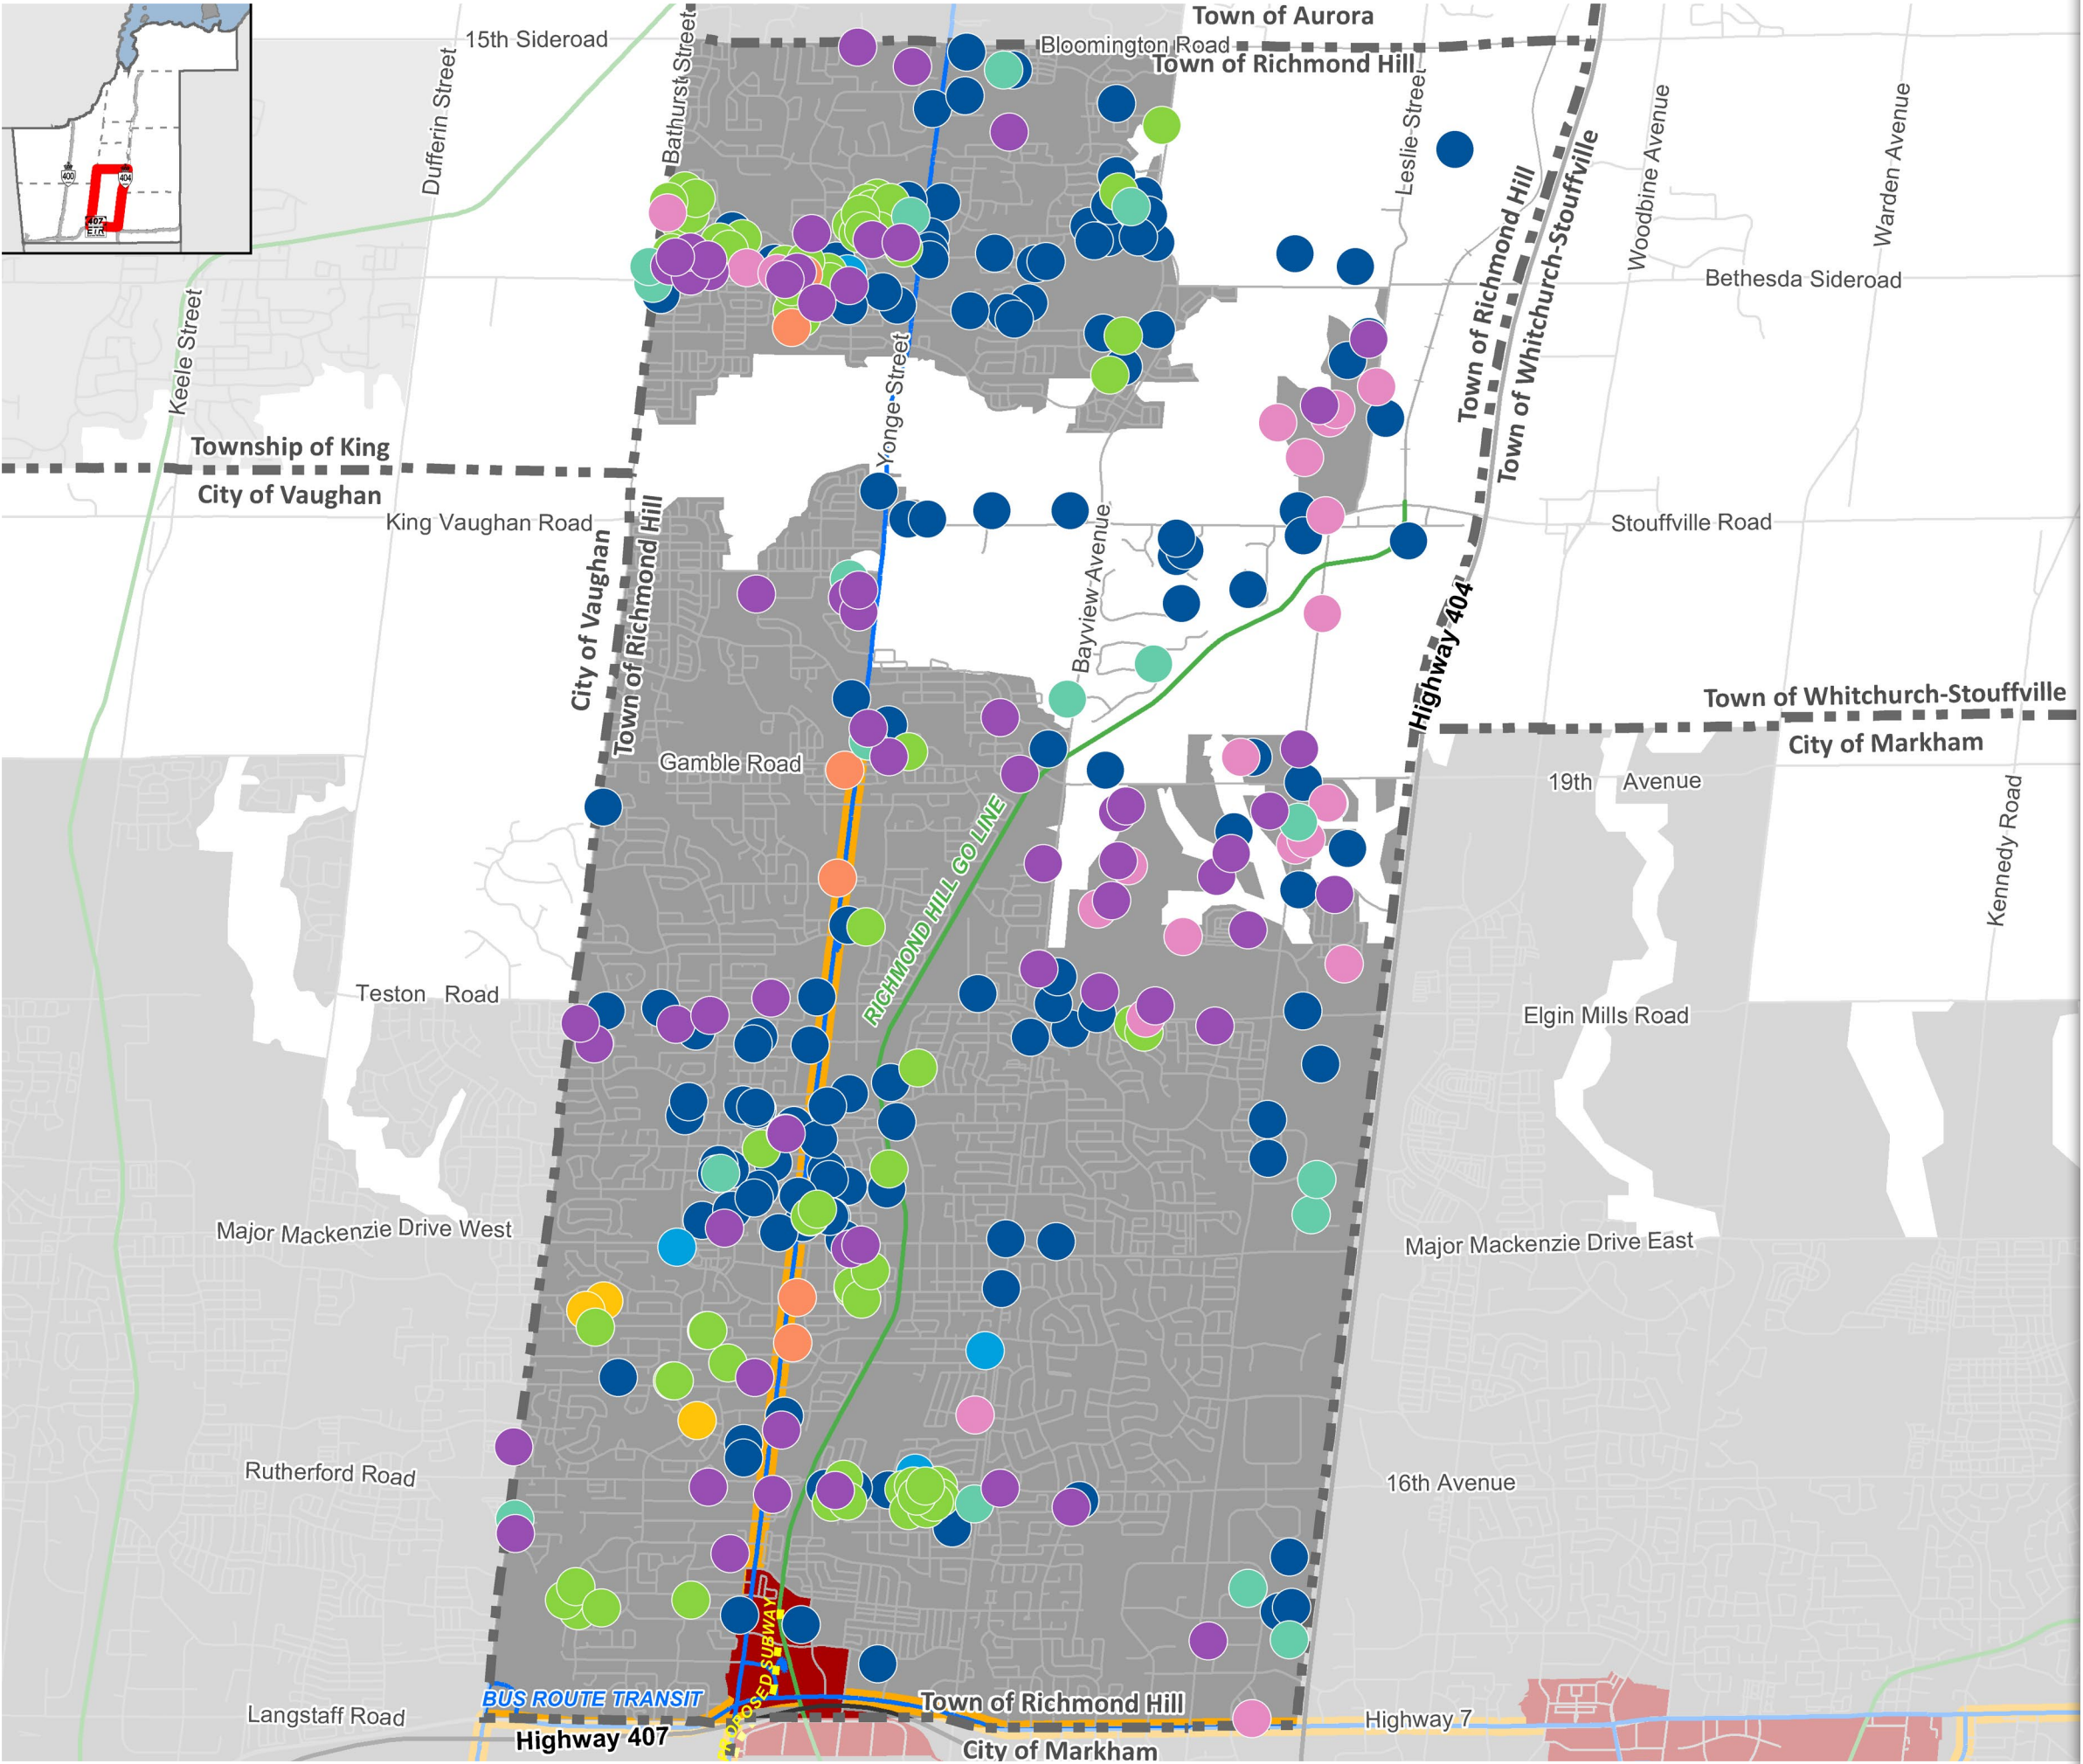 Town of Aurora
15th Sideroad
Bloomington Road
Town of Richmond Hill
Bathurst Street
Dufferin Street
Leslie Street
Woodbine Avenue
Warden Avenue
400
404
407
ETR
Town of Richmond Hill
Town of Whitchurch-Stouffville
Bethesda Sideroad
Keele Street
Yonge Street
Township of King
City of Vaughan
King Vaughan Road
Stouffville Road
City of Vaughan
Town of Richmond Hill
Bayview Avenue
Highway 404
Town of Whitchurch-Stouffville
City of Markham
Gamble Road
19th Avenue
Kennedy Road
RICHMOND HILL GO LINE
Teston Road
Elgin Mills Road
Major Mackenzie Drive West
Major Mackenzie Drive East
Rutherford Road
16th Avenue
SUBWAY
BUS ROUTE TRANSIT
Town of Richmond Hill
Langstaff Road
Highway 407
Highway 7
City of Markham